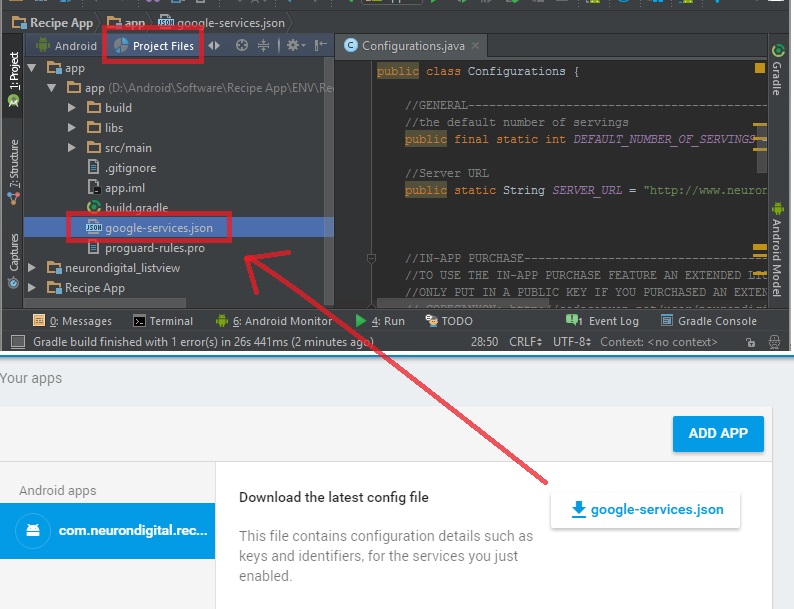 Recipe App
app
google-services.json
Android
Project Files
Configurations.java
1: Project
7: Structure
Captures
app
app (D:\Android\Software\Recipe App\ENV\Re
build
libs
src/main
.gitignore
app.iml
build.gradle
google-services.json
proguard-rules.pro
neurondigital_listview
Recipe App
public class Configurations {
//GENERAL
//the default number of servings
public final static int DEFAULT_NUMBER_OF_SERVINGS
//Server URL
public static String SERVER_URL = "http://www.neuron
//IN-APP PURCHASE
//TO USE THE IN-APP PURCHASE FEATURE AN EXTENDED
//ONLY PUT IN A PUBLIC KEY IF YOU PURCHASED AN EXTEN
Gradle
Android Model
0: Messages
Terminal
6: Android Monitor
4: Run
TODO
Event Log
Gradle Console
Gradle build finished with 1 error(s) in 26s 441ms (2 minutes ago)
28:50
CRLF
UTF-8
Context: <no context>
Your apps
ADD APP
Android apps
com.neurondigital.rec...
Download the latest config file
google-services.json
This file contains configuration details such as
keys and identifiers, for the services you just
enabled.